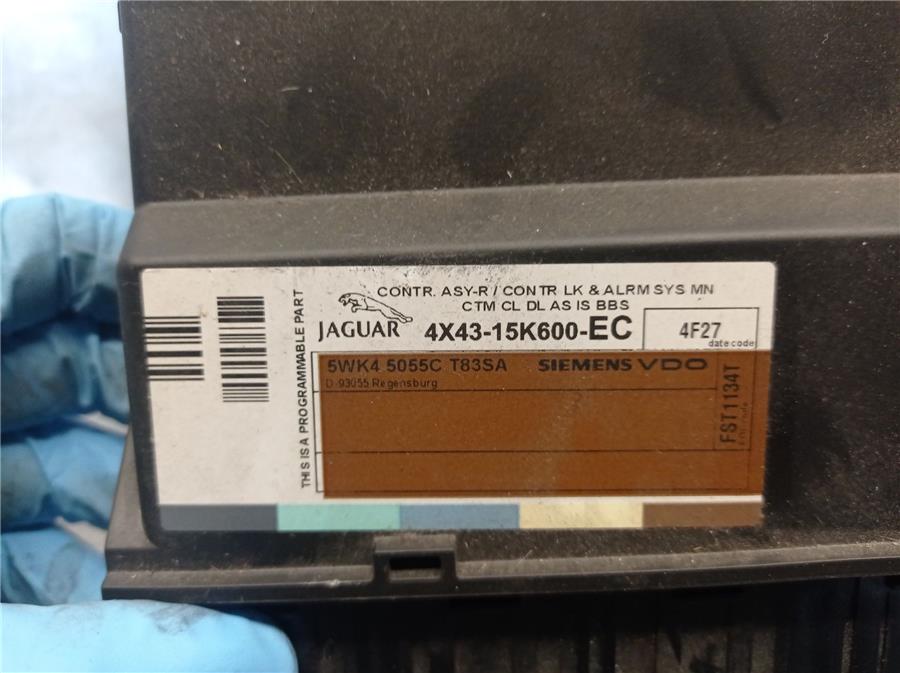 CONTR. ASY-R / CONTR LK & ALRM SYS MN
CTM CL DL AS IS BBS
JAGUAR 4X43-15K600-EC 4F27
date code
5WK4 5055C T83SA SIEMENS VDO
D-93055 Regensburg
THIS IS A PROGRAMMABLE PART
FST1134T